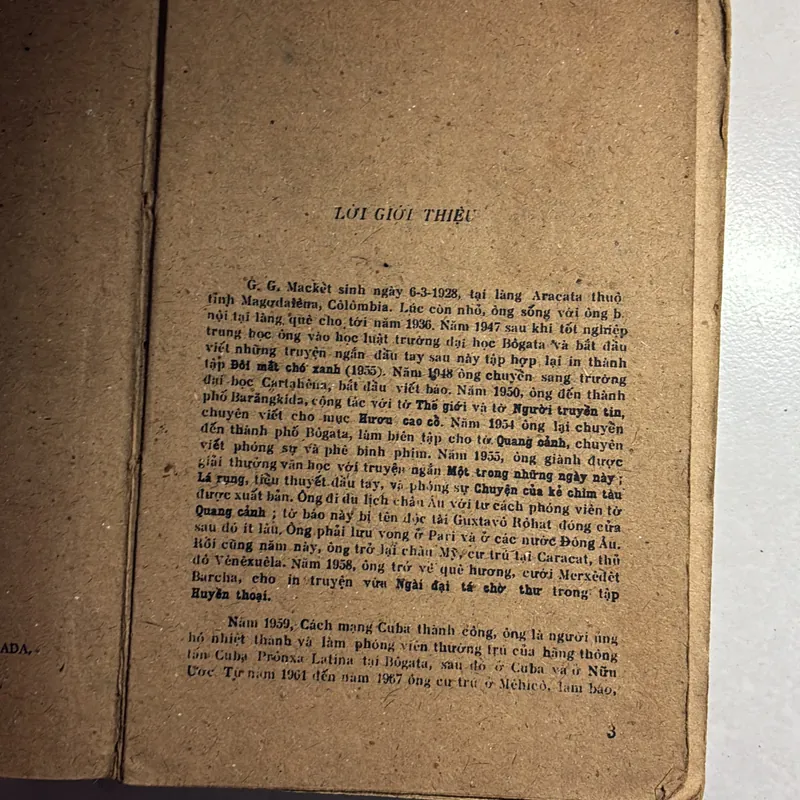 LỜI GIỚI THIỆU
G. G. Mackèt sinh ngày 6-3-1928, tại làng Aracata thuộ
tỉnh Magođalêna, Côlômbia. Lúc còn nhỏ, ông sống với ông b
nội tại làng quê cho tới năm 1936. Năm 1947 sau khi tốt nghiệp
trung học ông vào học luật trường đại học Bôgata và bắt đầu
viết những truyện ngắn đầu tay sau này tập hợp lại in thành
tập Đôi mắt chó xanh (1955). Năm 1948 ông chuyển sang trường
đại học Cartahêna, bắt đầu viết báo. Năm 1950, ông đến thành
phố Barăngkida, cộng tác với tờ Thế giới và tờ Người truyền tin,
chuyên viết cho mục Hươu cao cổ. Năm 1954 ông lại chuyển
đến thành phố Bôgata, làm biên tập cho tờ Quang cảnh, chuyên
viết phóng sự và phê bình phim. Năm 1955, ông giành được
giải thưởng văn học với truyện ngắn Một trong những ngày này ;
Lá rụng, tiểu thuyết đầu tay, và phóng sự Chuyện của kẻ chìm tàu
được xuất bản. Ông đi du lịch châu Âu với tư cách phóng viên tờ
Quang cảnh ; tờ báo này bị tên độc tài Guxtavô Rôhat đóng cửa
sau đó ít lâu. Ông phải lưu vong ở Pari và ở các nước Đông Âu.
Rồi cũng năm này, ông trở lại châu Mỹ, cư trú tại Caracat, thủ
đô Vênêxuêla. Năm 1958, ông trở về quê hương, cưới Merxêđêt
Barcha, cho in truyện vừa Ngài đại tá chờ thư trong tập
Huyền thoại.
Năm 1959, Cách mạng Cuba thành công, ông là người ủng
hộ nhiệt thành và làm phóng viên thường trú của hãng thông
tấn Cuba Prônxa Latina tại Bôgata, sau đó ở Cuba và ở Nữu
Ước. Từ năm 1961 đến năm 1967 ông cư trú ở Mêhicô, làm báo,
3
ADA,